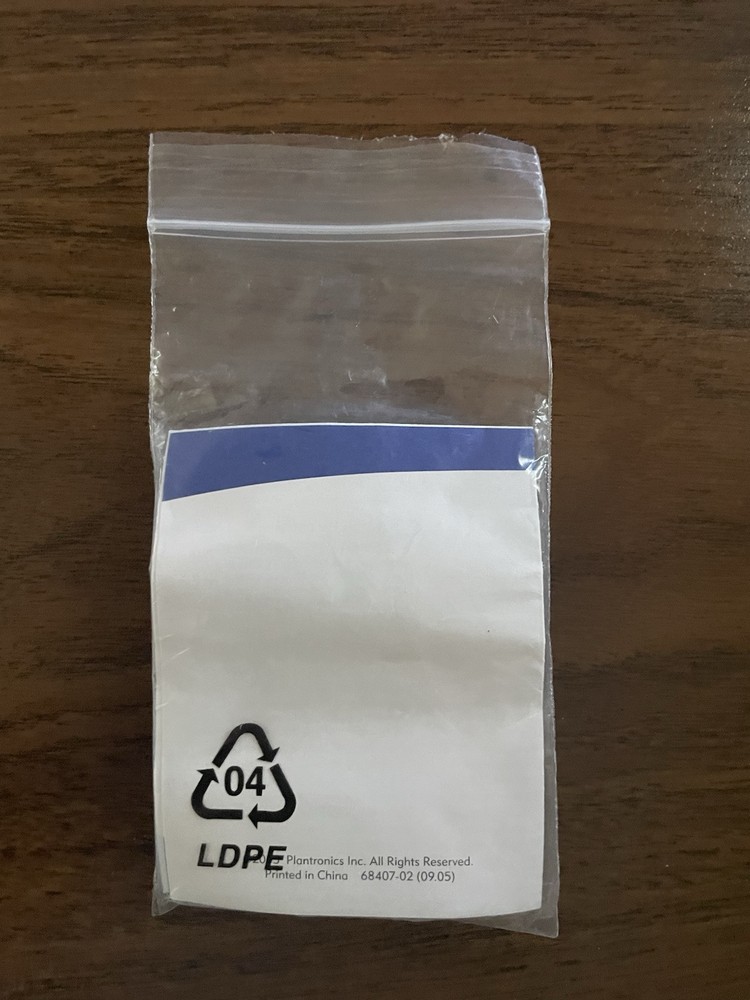 04
LDPE
Plantronics Inc. All Rights Reserved.
Printed in China 68407-02 (09.05)